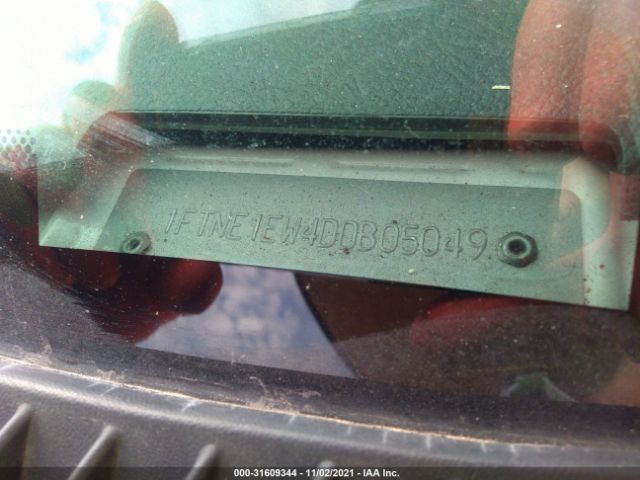 1FTNE1EW4DDB05049
000-31609344 - 11/02/2021 - IAA Inc.